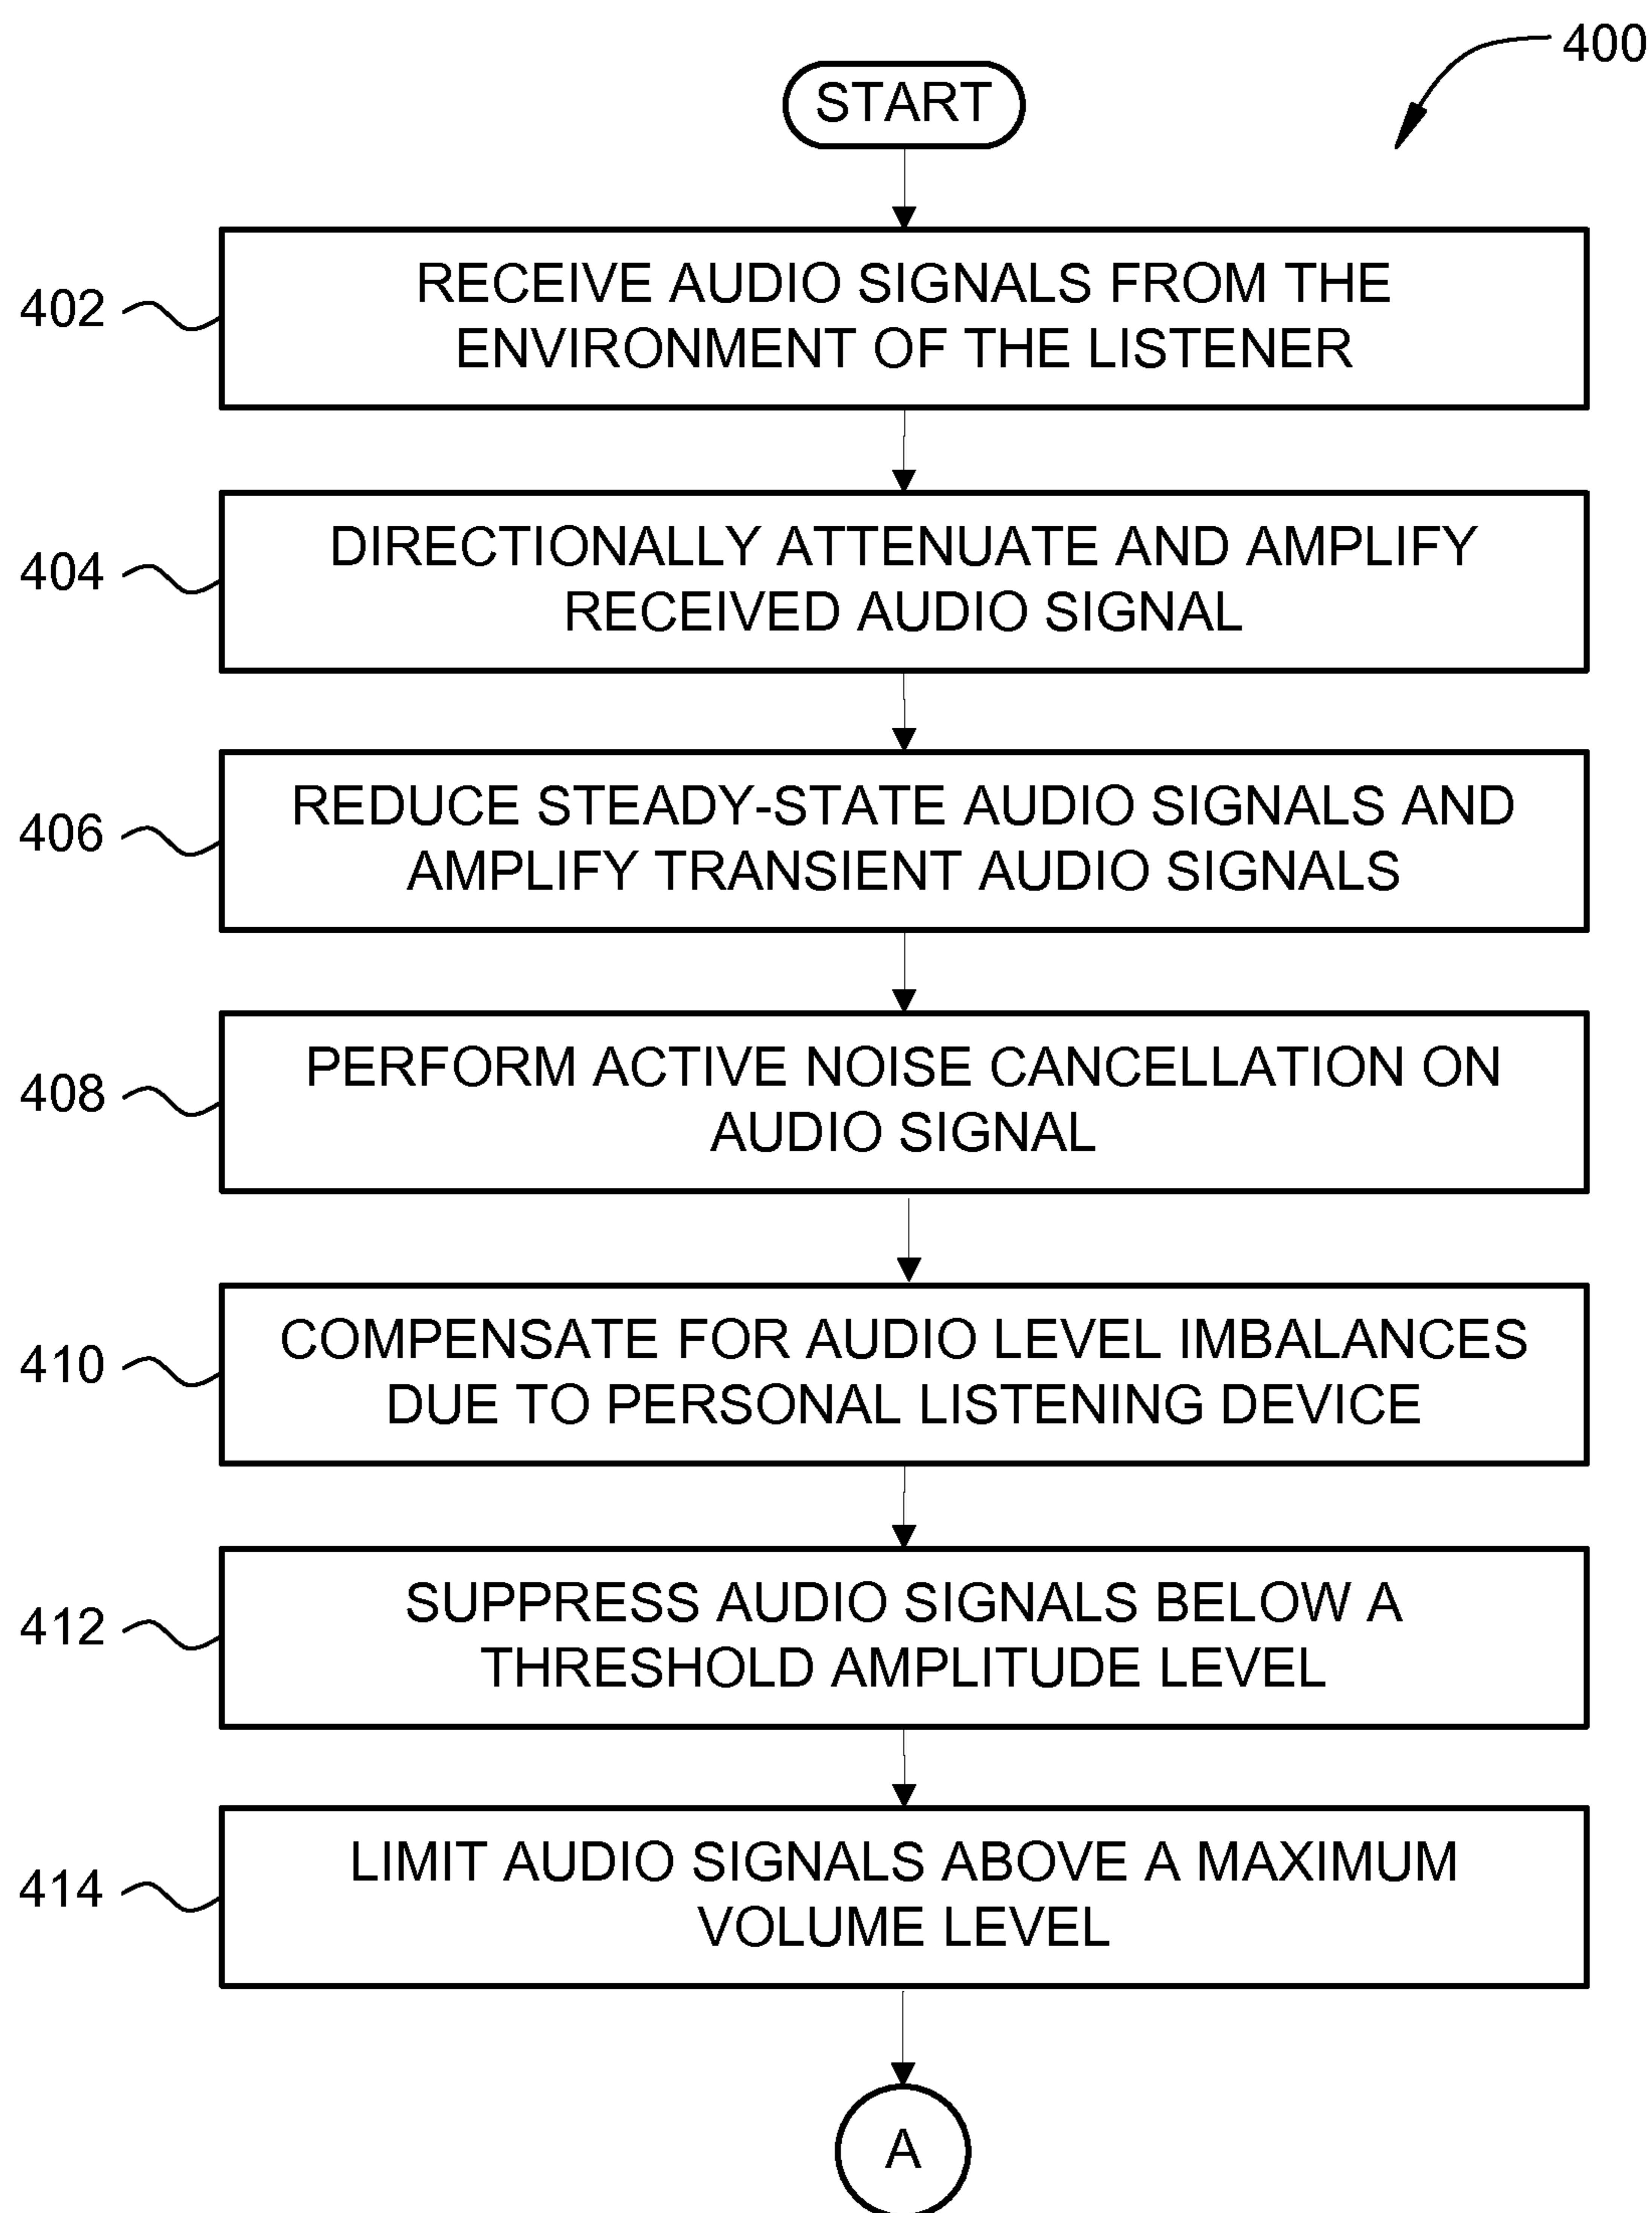 400
START
402
RECEIVE AUDIO SIGNALS FROM THE
ENVIRONMENT OF THE LISTENER
404
DIRECTIONALLY ATTENUATE AND AMPLIFY
RECEIVED AUDIO SIGNAL
406
REDUCE STEADY-STATE AUDIO SIGNALS AND
AMPLIFY TRANSIENT AUDIO SIGNALS
408
PERFORM ACTIVE NOISE CANCELLATION ON
AUDIO SIGNAL
410
COMPENSATE FOR AUDIO LEVEL IMBALANCES
DUE TO PERSONAL LISTENING DEVICE
412
SUPPRESS AUDIO SIGNALS BELOW A
THRESHOLD AMPLITUDE LEVEL
414
LIMIT AUDIO SIGNALS ABOVE A MAXIMUM
VOLUME LEVEL
A